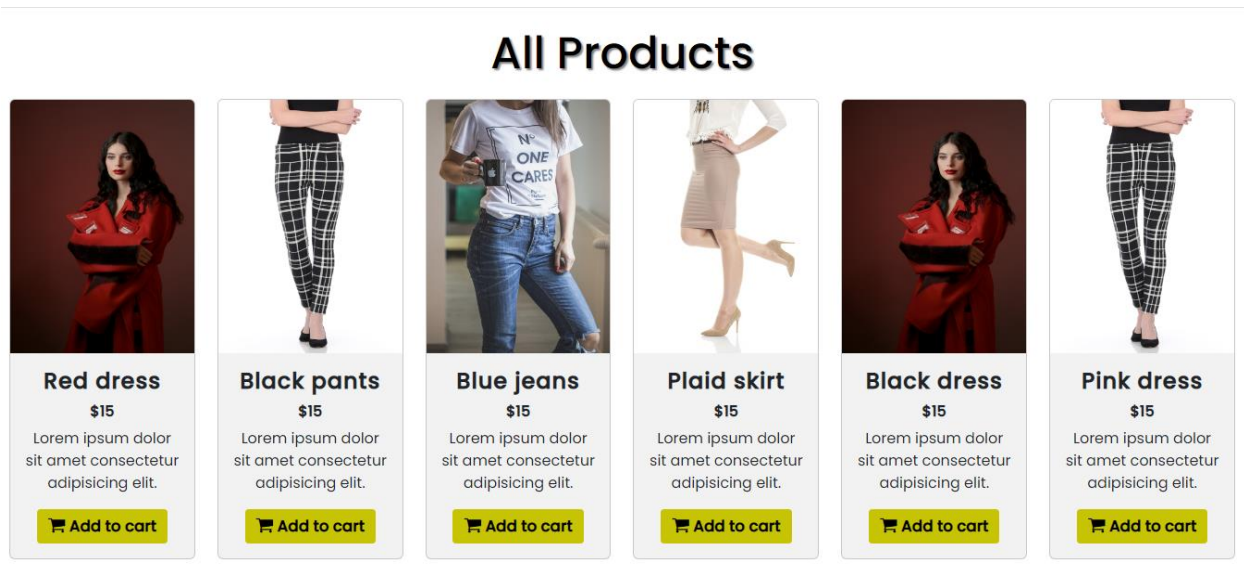 All Products
N°
ONE
CARES
Red dress
$15
Lorem ipsum dolor
sit amet consectetur
adipisicing elit.
Add to cart
Black pants
$15
Lorem ipsum dolor
sit amet consectetur
adipisicing elit.
Add to cart
Blue jeans
$15
Lorem ipsum dolor
sit amet consectetur
adipisicing elit.
Add to cart
Plaid skirt
$15
Lorem ipsum dolor
sit amet consectetur
adipisicing elit.
Add to cart
Black dress
$15
Lorem ipsum dolor
sit amet consectetur
adipisicing elit.
Add to cart
Pink dress
$15
Lorem ipsum dolor
sit amet consectetur
adipisicing elit.
Add to cart